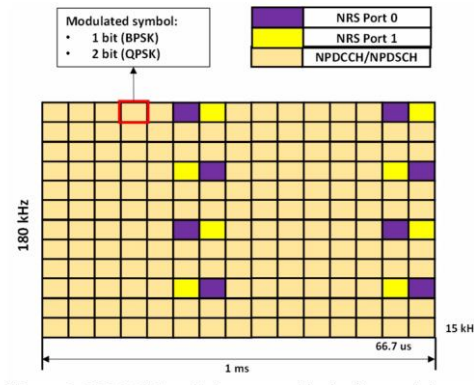 Modulated symbol:
• 1 bit (BPSK)
• 2 bit (QPSK)
NRS Port 0
NRS Port 1
NPDCCH/NPDSCH
180 kHz
15 kH
66.7 us
1 ms